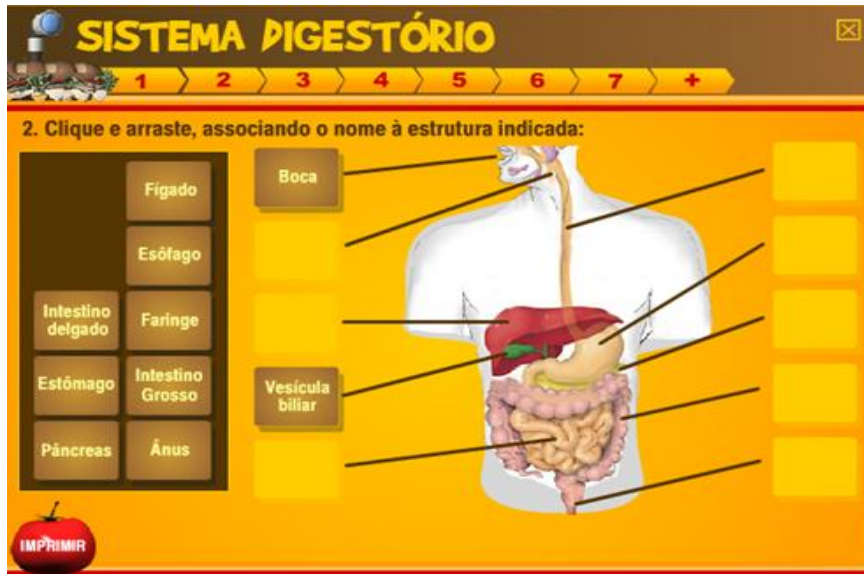 SISTEMA DIGESTÓRIO
1 2 3 4 5 6 7 +
2. Clique e arraste, associando o nome à estrutura indicada:
Fígado
Esôfago
Intestino
delgado
Faringe
Estômago
Intestino
Grosso
Pâncreas
Ânus
Boca
Vesícula
biliar
IMPRIMIR